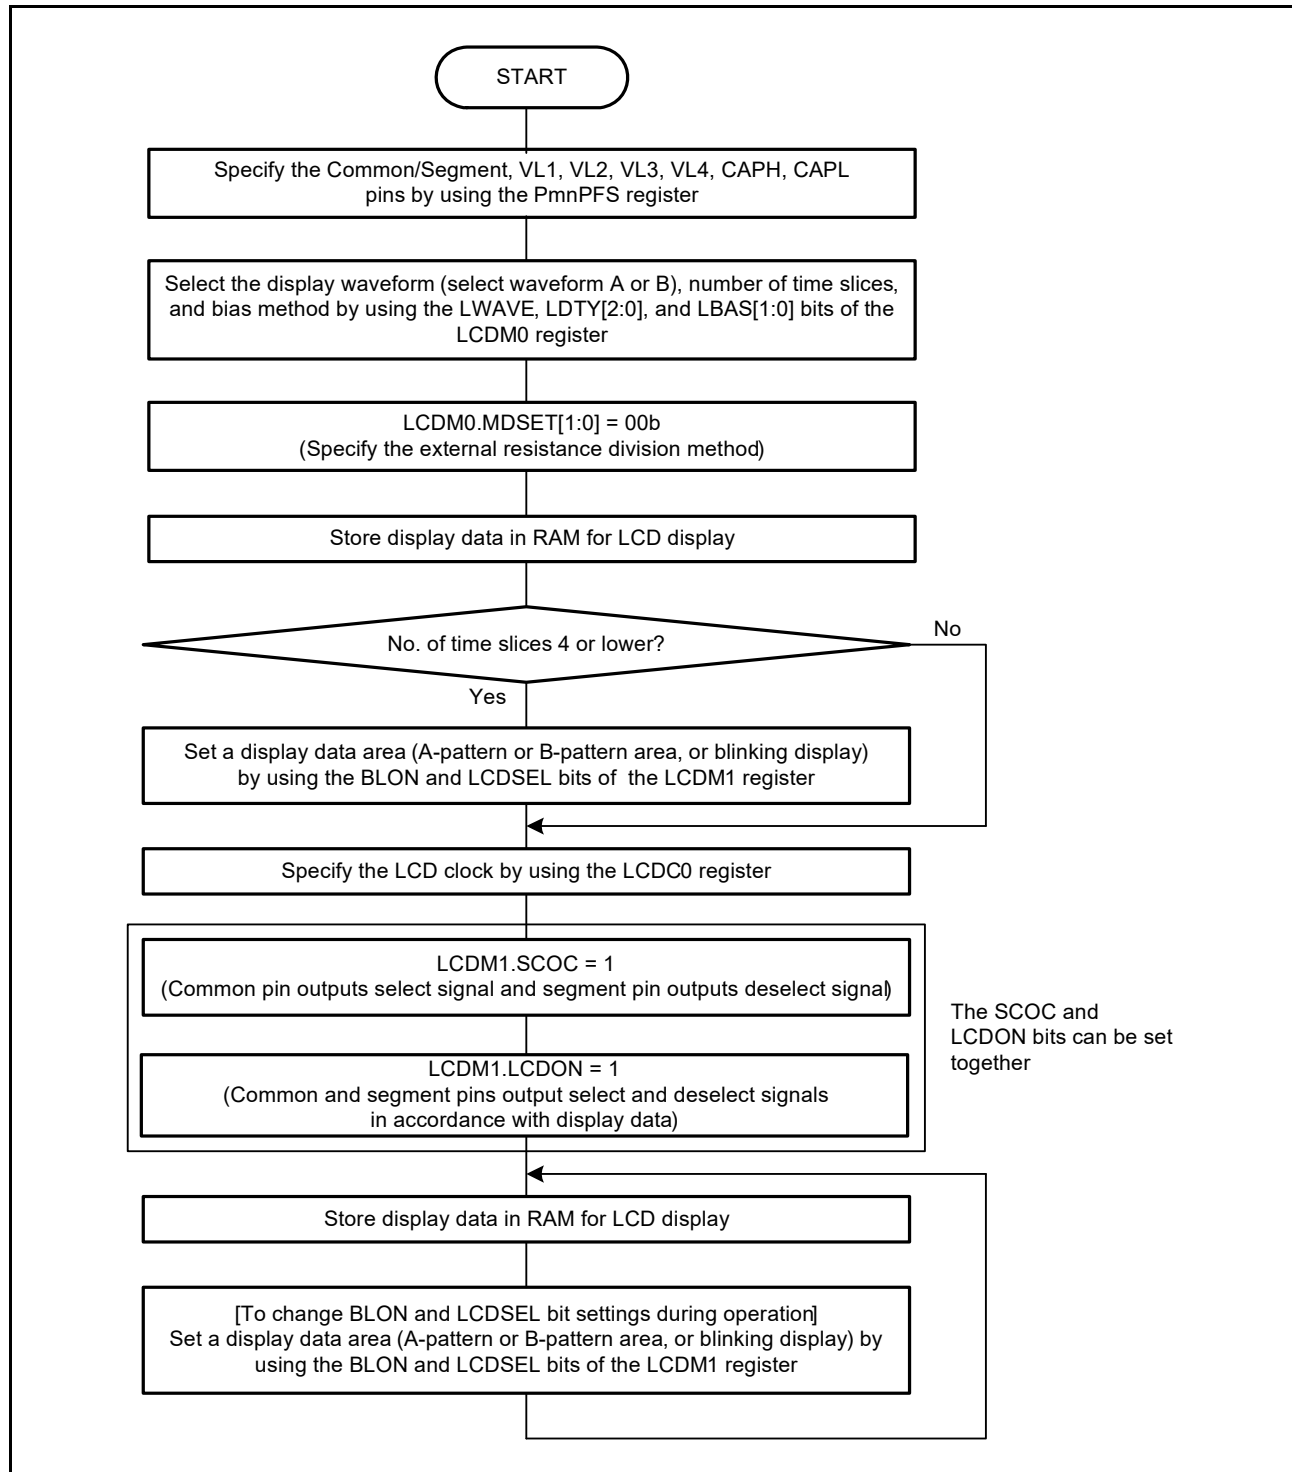 START
Specify the Common/Segment, VL1, VL2, VL3, VL4, CAPH, CAPL
pins by using the PmnPFS register
Select the display waveform (select waveform A or B), number of time slices,
and bias method by using the LWAVE, LDTY[2:0], and LBAS[1:0] bits of the
LCDM0 register
LCDM0.MDSET[1:0] = 00b
(Specify the external resistance division method)
Store display data in RAM for LCD display
No. of time slices 4 or lower?
No
Yes
Set a display data area (A-pattern or B-pattern area, or blinking display)
by using the BLON and LCDSEL bits of the LCDM1 register
Specify the LCD clock by using the LCDC0 register
LCDM1.SCOC = 1
(Common pin outputs select signal and segment pin outputs deselect signal)
The SCOC and
LCDON bits can be set
together
LCDM1.LCDON = 1
(Common and segment pins output select and deselect signals
in accordance with display data)
Store display data in RAM for LCD display
[To change BLON and LCDSEL bit settings during operation]
Set a display data area (A-pattern or B-pattern area, or blinking display) by
using the BLON and LCDSEL bits of the LCDM1 register